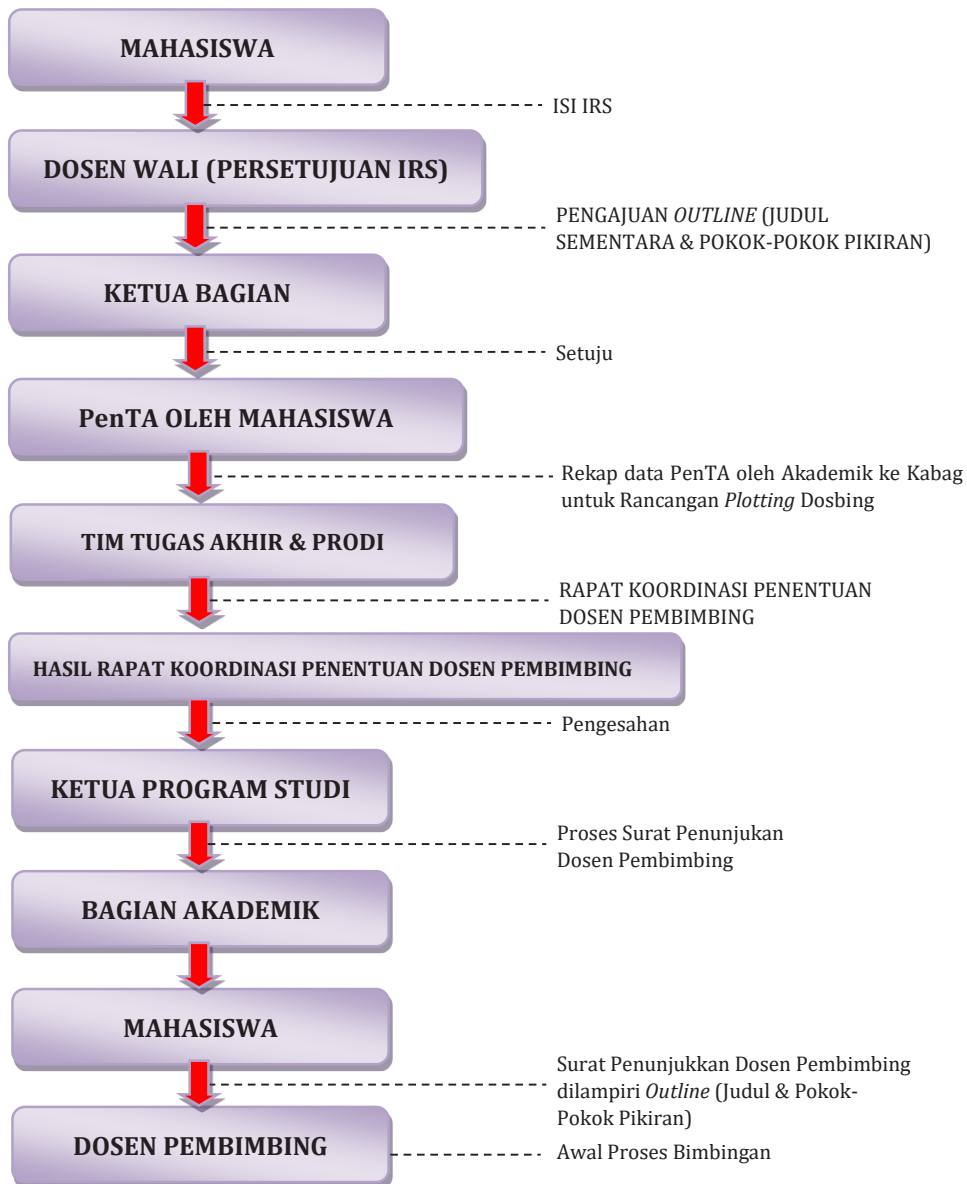 MAHASISWA
ISI IRS
DOSEN WALI (PERSETUJUAN IRS)
PENGAJUAN OUTLINE (JUDUL
SEMENTARA & POKOK-POKOK PIKIRAN)
KETUA BAGIAN
Setuju
PenTA OLEH MAHASISWA
Rekap data PenTA oleh Akademik ke Kabag
untuk Rancangan Plotting Dosbing
TIM TUGAS AKHIR & PRODI
RAPAT KOORDINASI PENENTUAN
DOSEN PEMBIMBING
HASIL RAPAT KOORDINASI PENENTUAN DOSEN PEMBIMBING
Pengesahan
KETUA PROGRAM STUDI
Proses Surat Penunjukan
Dosen Pembimbing
BAGIAN AKADEMIK
MAHASISWA
Surat Penunjukkan Dosen Pembimbing
dilampiri Outline (Judul & Pokok-
Pokok Pikiran)
DOSEN PEMBIMBING
Awal Proses Bimbingan